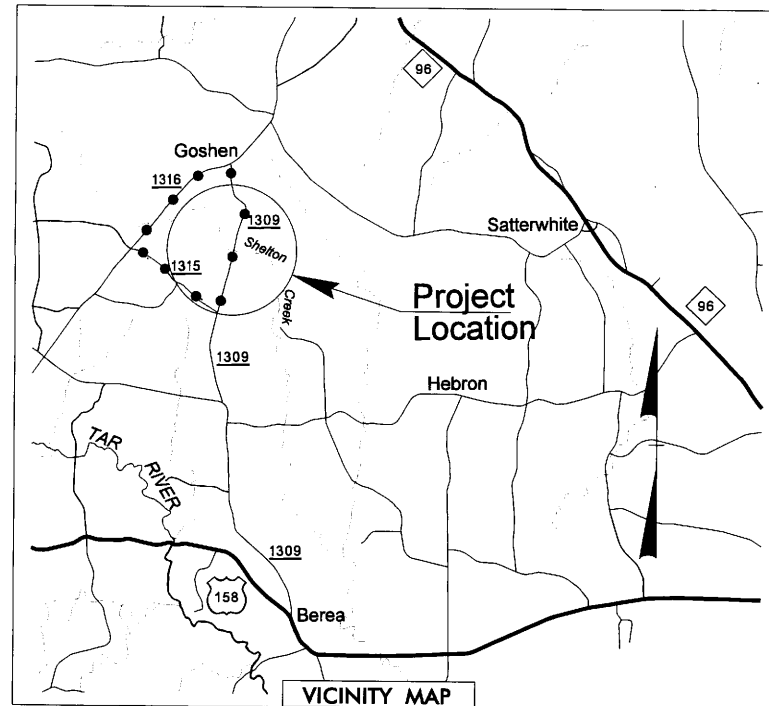 96
Goshen
1316
1309
Shelton
Satterwhite
1315
Creek
Project
Location
96
1309
Hebron
TAR
RIVER
1309
158
Berea
VICINITY MAP